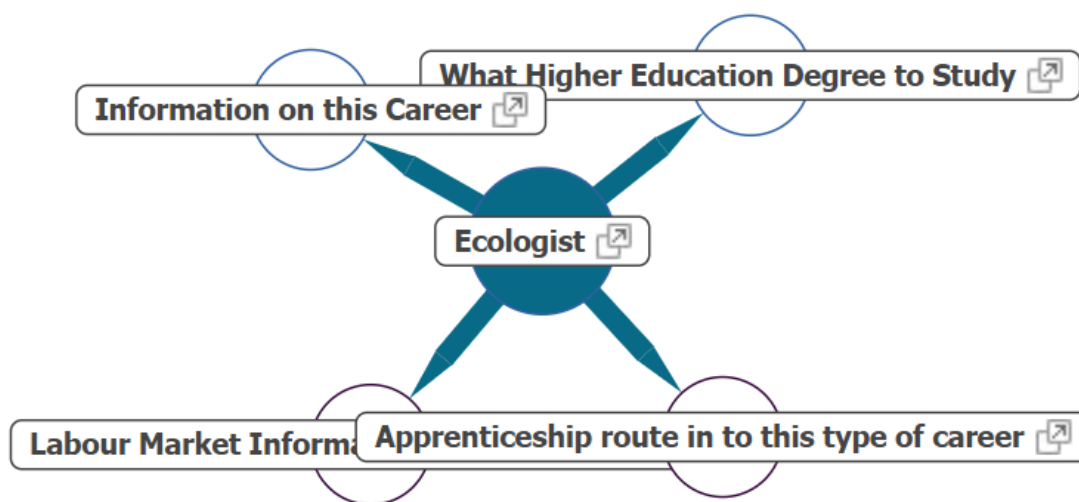 What Higher Education Degree to Study
Information on this Career
Ecologist
Labour Market
Apprenticeship route in to this type of career